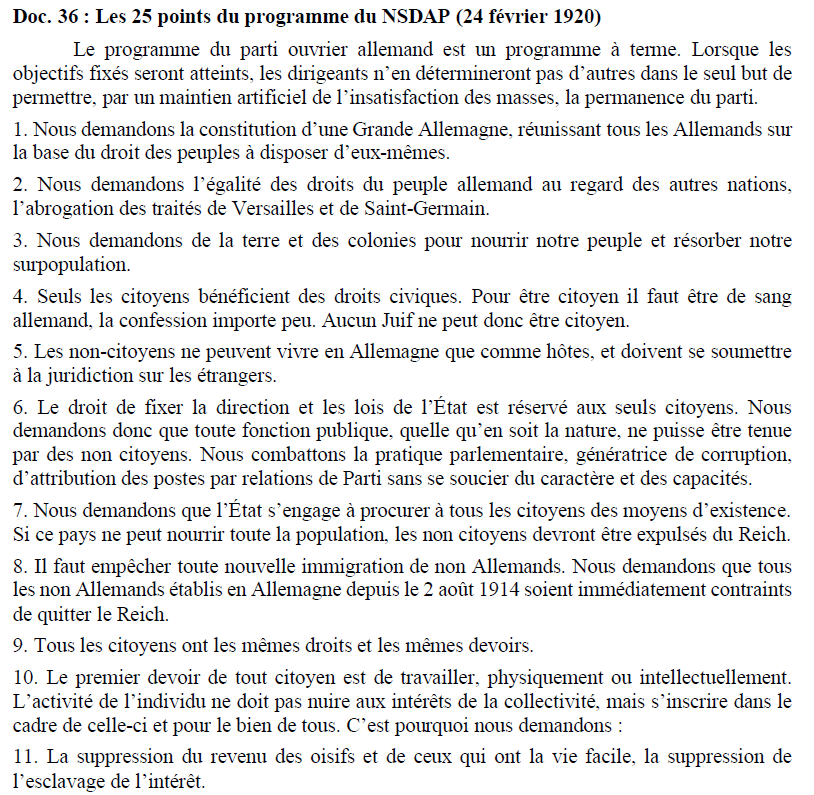 Doc. 36 : Les 25 points du programme du NSDAP (24 février 1920)
Le programme du parti ouvrier allemand est un programme à terme. Lorsque les
objectifs fixés seront atteints, les dirigeants n’en détermineront pas d’autres dans le seul but de
permettre, par un maintien artificiel de l’insatisfaction des masses, la permanence du parti.
1. Nous demandons la constitution d’une Grande Allemagne, réunissant tous les Allemands sur
la base du droit des peuples à disposer d’eux-mêmes.
2. Nous demandons l’égalité des droits du peuple allemand au regard des autres nations,
l’abrogation des traités de Versailles et de Saint-Germain.
3. Nous demandons de la terre et des colonies pour nourrir notre peuple et résorber notre
surpopulation.
4. Seuls les citoyens bénéficient des droits civiques. Pour être citoyen il faut être de sang
allemand, la confession importe peu. Aucun Juif ne peut donc être citoyen.
5. Les non-citoyens ne peuvent vivre en Allemagne que comme hôtes, et doivent se soumettre
à la juridiction sur les étrangers.
6. Le droit de fixer la direction et les lois de l’État est réservé aux seuls citoyens. Nous
demandons donc que toute fonction publique, quelle qu’en soit la nature, ne puisse être tenue
par des non citoyens. Nous combattons la pratique parlementaire, génératrice de corruption,
d’attribution des postes par relations de Parti sans se soucier du caractère et des capacités.
7. Nous demandons que l’État s’engage à procurer à tous les citoyens des moyens d’existence.
Si ce pays ne peut nourrir toute la population, les non citoyens devront être expulsés du Reich.
8. Il faut empêcher toute nouvelle immigration de non Allemands. Nous demandons que tous
les non Allemands établis en Allemagne depuis le 2 août 1914 soient immédiatement contraints
de quitter le Reich.
9. Tous les citoyens ont les mêmes droits et les mêmes devoirs.
10. Le premier devoir de tout citoyen est de travailler, physiquement ou intellectuellement.
L’activité de l’individu ne doit pas nuire aux intérêts de la collectivité, mais s’inscrire dans le
cadre de celle-ci et pour le bien de tous. C’est pourquoi nous demandons :
11. La suppression du revenu des oisifs et de ceux qui ont la vie facile, la suppression de
l’esclavage de l’intérêt.